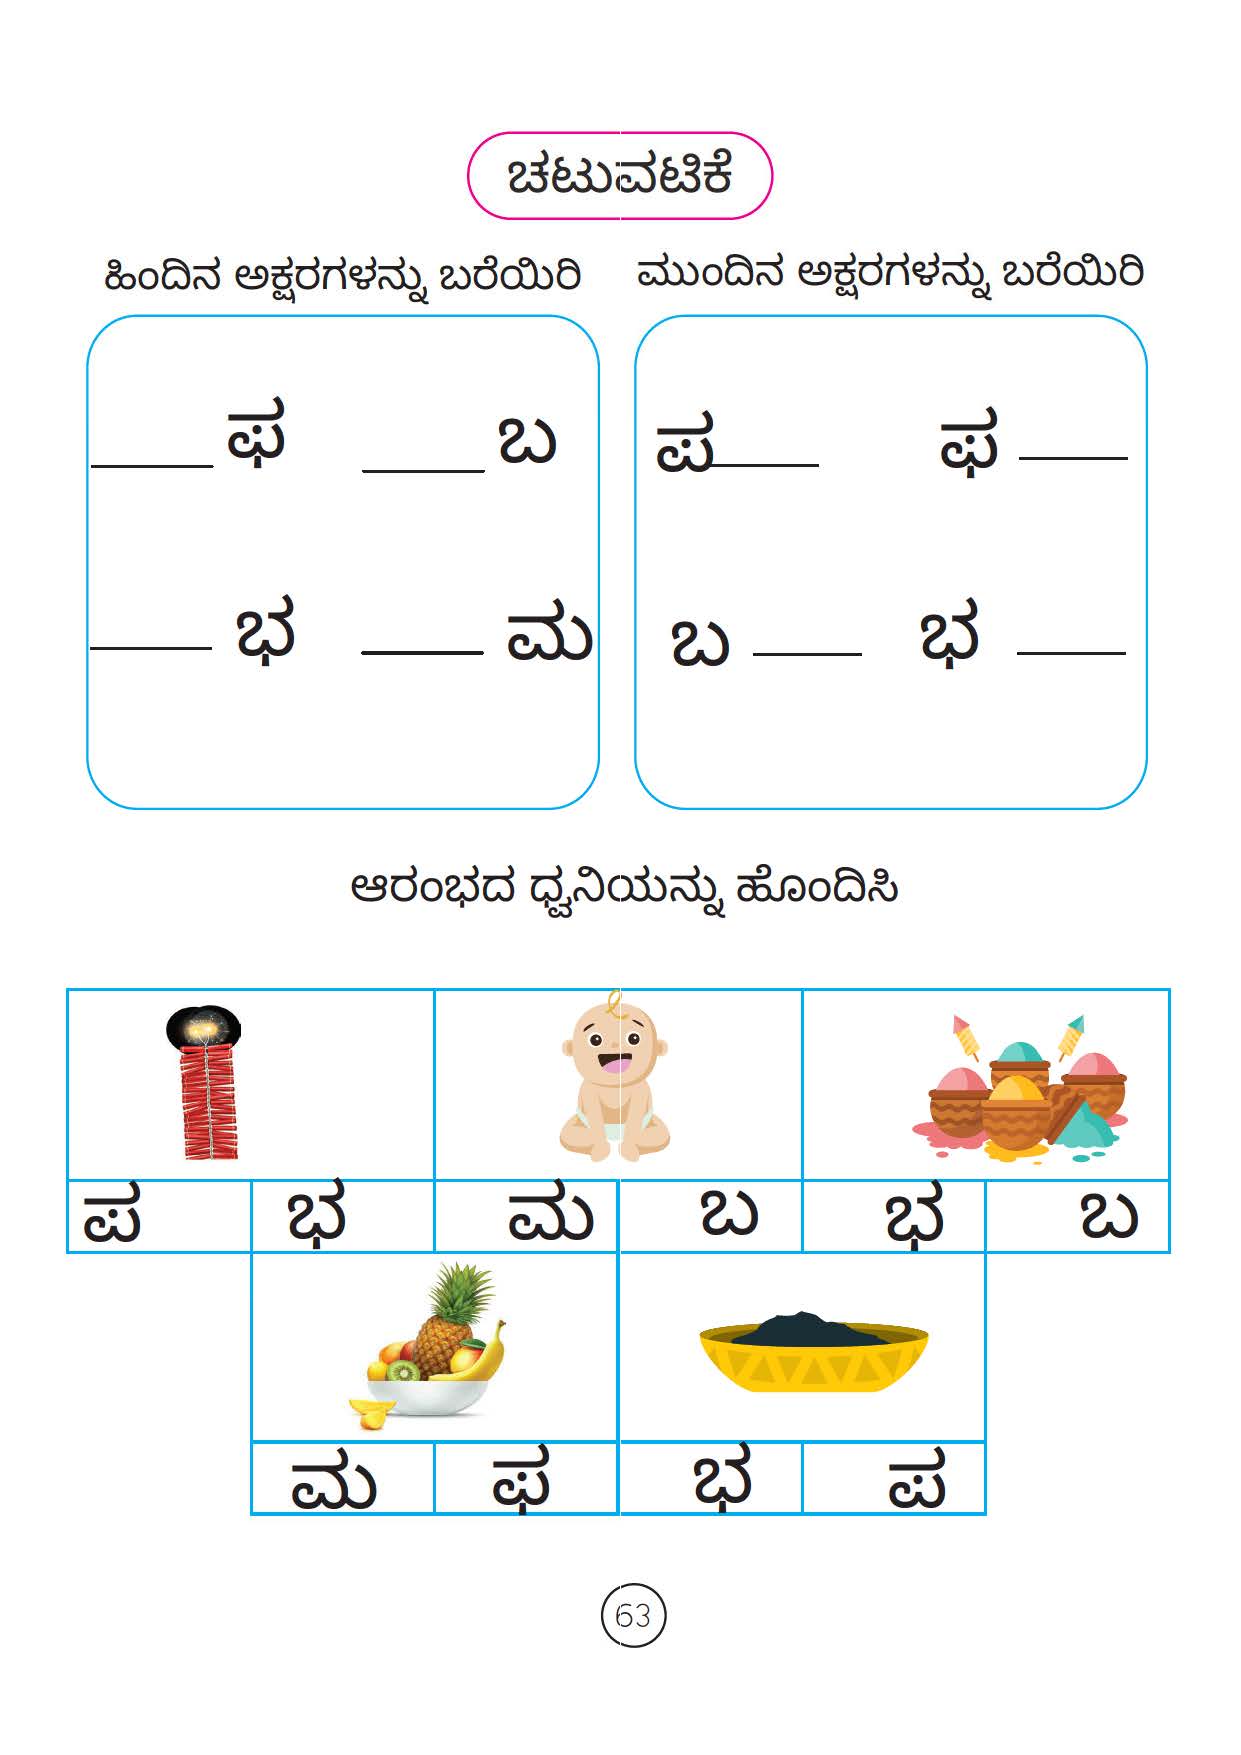 ಚಟುವಟಿಕೆ
ಹಿಂದಿನ ಅಕ್ಷರಗಳನ್ನು ಬರೆಯಿರಿ
____ ಫ ____ ಬ
____ ಭ ____ ಮ
ಮುಂದಿನ ಅಕ್ಷರಗಳನ್ನು ಬರೆಯಿರಿ
ಪ____ ಫ ____
ಬ ____ ಭ ____
ಆರಂಭದ ಧ್ವನಿಯನ್ನು ಹೊಂದಿಸಿ
ಪ ಭ ಮ ಬ ಭ ಬ
ಮ ಫ ಭ ಪ
63